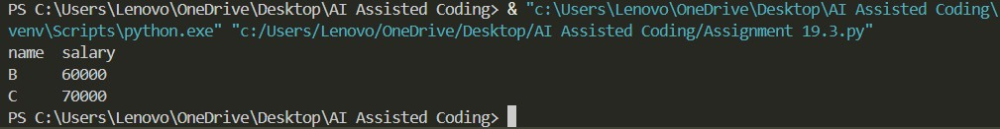 PS C:\Users\Lenovo\OneDrive\Desktop\AI Assisted Coding> & "c:\Users\Lenovo\OneDrive\Desktop\AI Assisted Coding\
venv\Scripts\python.exe" "c:/Users/Lenovo/OneDrive/Desktop/AI Assisted Coding/Assignment 19.3.py"
name  salary
B     60000
C     70000
PS C:\Users\Lenovo\OneDrive\Desktop\AI Assisted Coding>